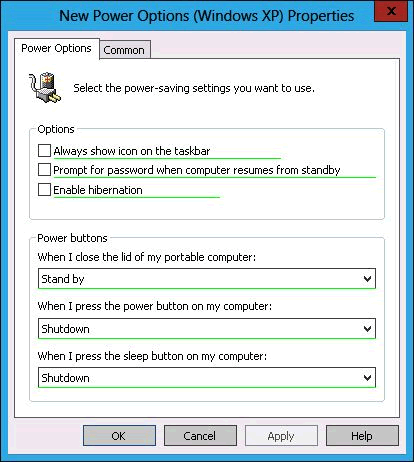 New Power Options (Windows XP) Properties
X
Power Options
Common
Select the power-saving settings you want to use.
Options
Always show icon on the taskbar
Prompt for password when computer resumes from standby
Enable hibernation
Power buttons
When I close the lid of my portable computer:
Stand by
When I press the power button on my computer:
Shutdown
When I press the sleep button on my computer:
Shutdown
OK
Cancel
Apply
Help